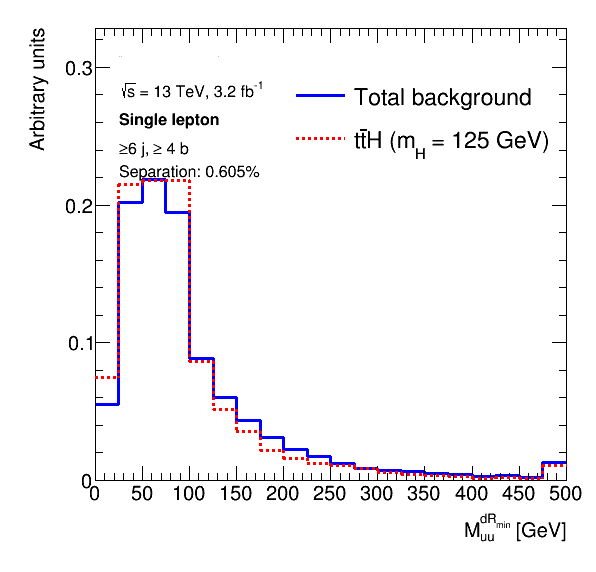 Arbitrary units
0.3
0.2
0.1
0
√s = 13 TeV, 3.2 fb⁻¹
Single lepton
≥6 j, ≥ 4 b
Separation: 0.605%
Total background
tt̄H (m_H = 125 GeV)
0 50 100 150 200 250 300 350 400 450 500
M_uu^dR_min [GeV]